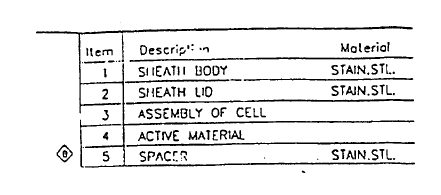 Item Description Material
1 SHEATH BODY STAIN.STL.
2 SHEATH LID STAIN.STL.
3 ASSEMBLY OF CELL
4 ACTIVE MATERIAL
5 SPACER STAIN.STL.